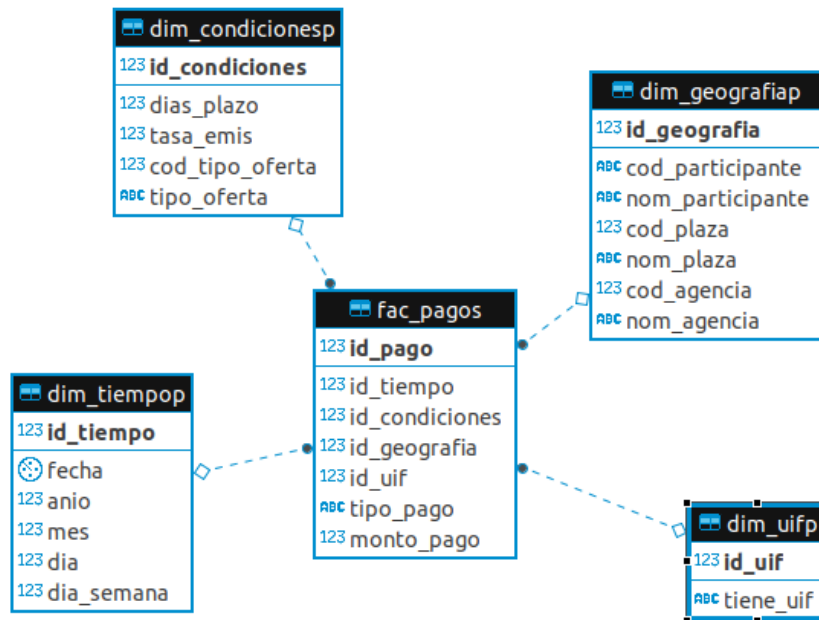 dim_condicionesp
123 id_condiciones
123 dias_plazo
123 tasa_emis
123 cod_tipo_oferta
ABC tipo_oferta
dim_geografiap
123 id_geografia
ABC cod_participante
ABC nom_participante
123 cod_plaza
ABC nom_plaza
123 cod_agencia
ABC nom_agencia
fac_pagos
123 id_pago
123 id_tiempo
123 id_condiciones
123 id_geografia
123 id_uif
ABC tipo_pago
123 monto_pago
dim_tiempop
123 id_tiempo
fecha
123 anio
123 mes
123 dia
123 dia_semana
dim_uifp
123 id_uif
ABC tiene_uif